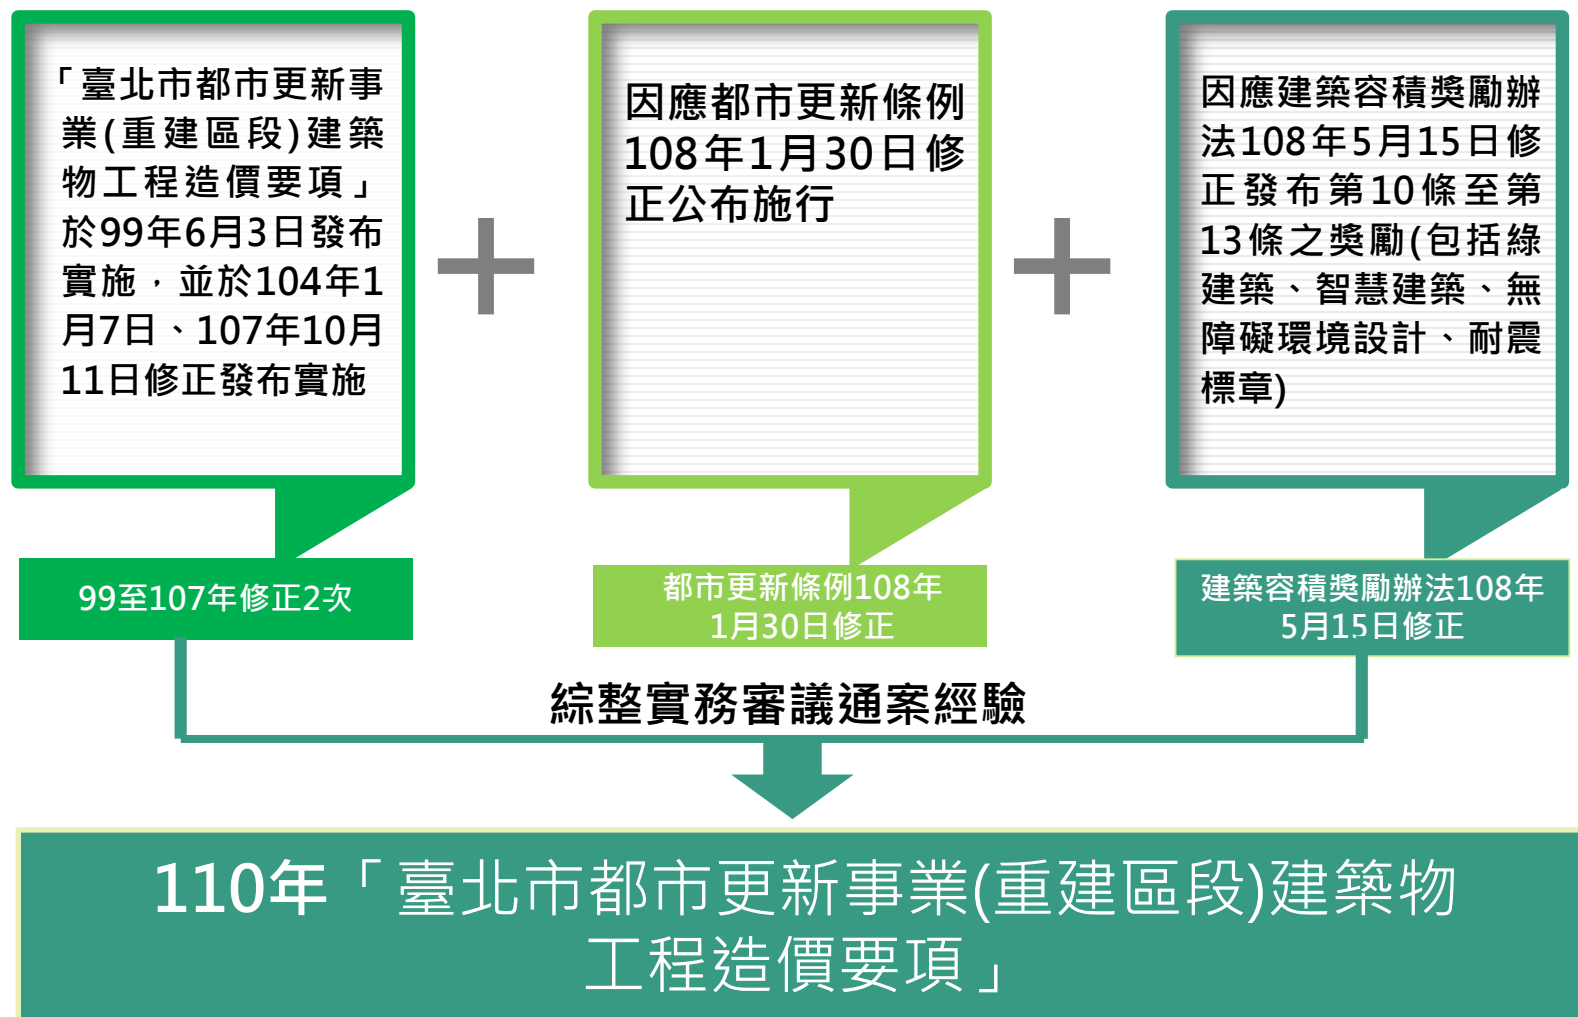 「臺北市都市更新事
業(重建區段)建築
物工程造價要項」
於99年6月3日發布
實施，並於104年1
月7日、107年10月
11日修正發布實施
因應都市更新條例
108年1月30日修
正公布施行
因應建築容積獎勵辦
法108年5月15日修
正發布第10條至第
13條之獎勵(包括綠
建築、智慧建築、無
障礙環境設計、耐震
標章)
99至107年修正2次
都市更新條例108年
1月30日修正
建築容積獎勵辦法108年
5月15日修正
綜整實務審議通案經驗
110年「臺北市都市更新事業(重建區段)建築物
工程造價要項」